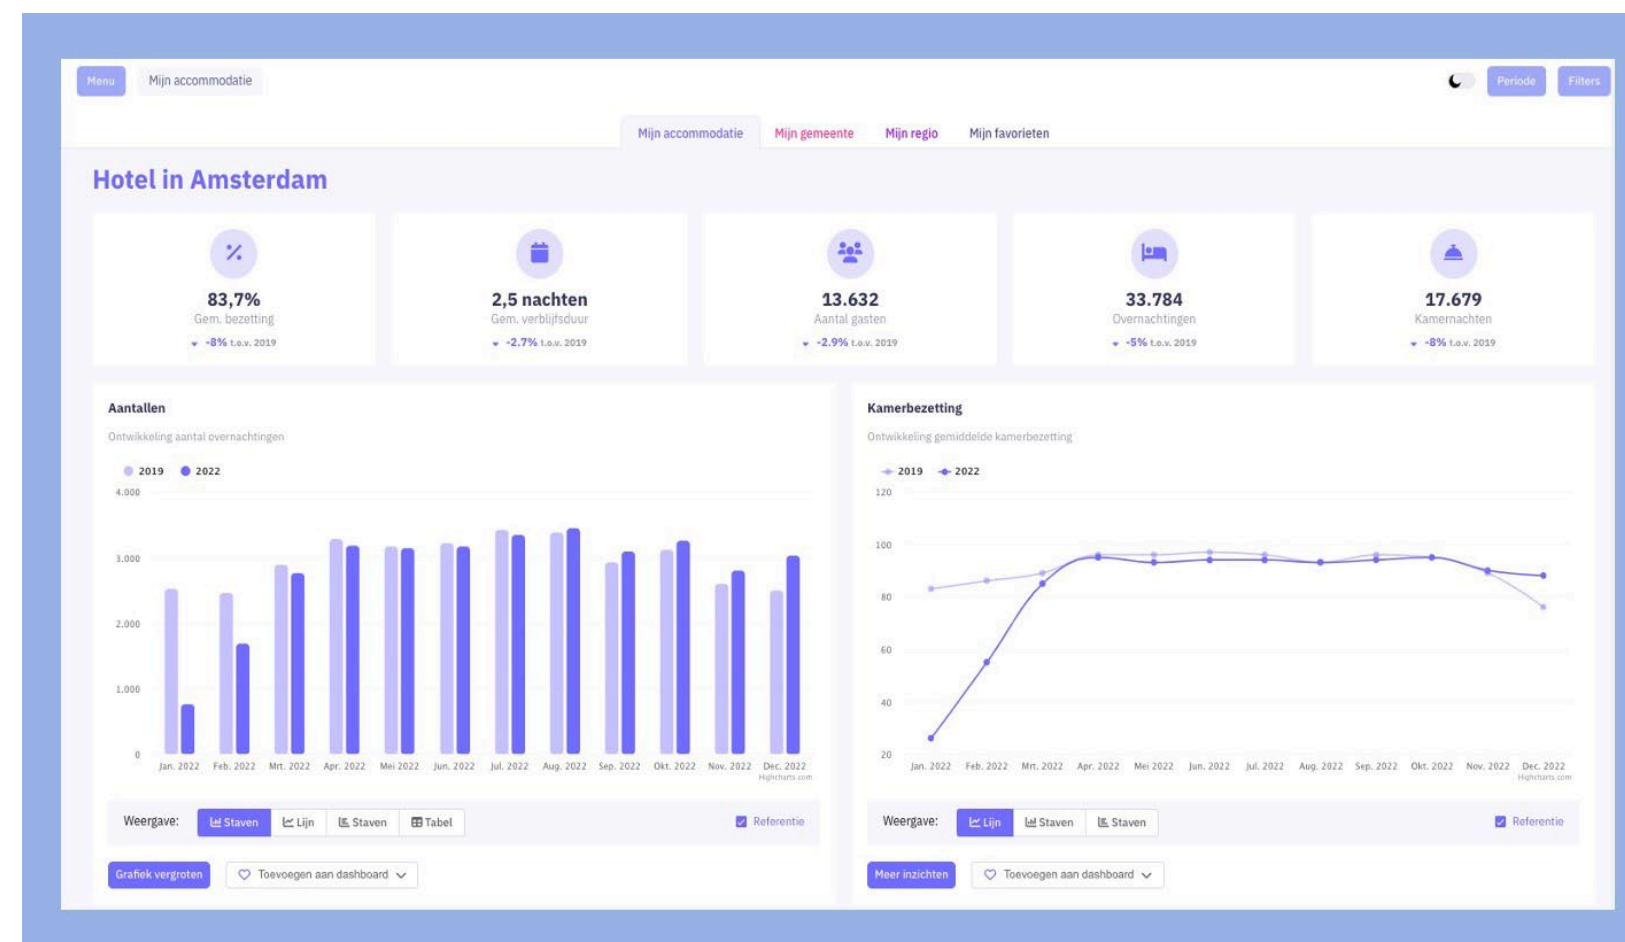 Menu Mijn accommodatie Periode Filters
Mijn accommodatie Mijn gemeente Mijn regio Mijn favorieten
Hotel in Amsterdam
83,7% 2,5 nachten 13.632 33.784 17.679
Gem. bezetting Gem. verblijfsduur Aantal gasten Overnachtingen Kamernachten
-8% t.o.v. 2019 -2.7% t.o.v. 2019 -2.9% t.o.v. 2019 -5% t.o.v. 2019 -8% t.o.v. 2019
Aantallen
Ontwikkeling aantal overnachtingen
2019 2022
4.000
3.000
2.000
1.000
0
Jan. 2022 Feb. 2022 Mrt. 2022 Apr. 2022 Mei 2022 Jun. 2022 Jul. 2022 Aug. 2022 Sep. 2022 Okt. 2022 Nov. 2022 Dec. 2022
Highcharts.com
Weergave: Staven Lijn Staven Tabel Referentie
Grafiek vergroten Toevoegen aan dashboard
Kamerbezetting
Ontwikkeling gemiddelde kamerbezetting
2019 2022
120
100
80
60
40
20
Jan. 2022 Feb. 2022 Mrt. 2022 Apr. 2022 Mei 2022 Jun. 2022 Jul. 2022 Aug. 2022 Sep. 2022 Okt. 2022 Nov. 2022 Dec. 2022
Highcharts.com
Weergave: Lijn Staven Staven Referentie
Meer inzichten Toevoegen aan dashboard